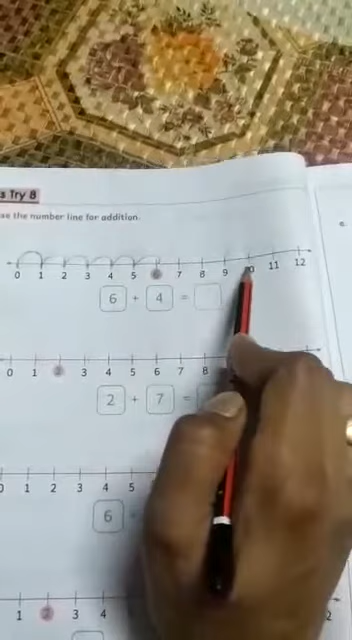 s Try 8
se the number line for addition.
0 1 2 3 4 5 6 7 8 9 10 11 12
6 + 4 =
0 1 2 3 4 5 6 7 8
2 + 7 =
0 1 2 3 4 5
6
1 2 3 4